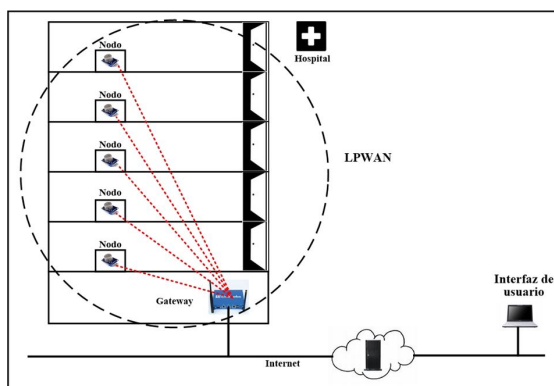 Nodo
Hospital
Nodo
LPWAN
Nodo
Nodo
Nodo
Gateway
Interfaz de
usuario
Internet